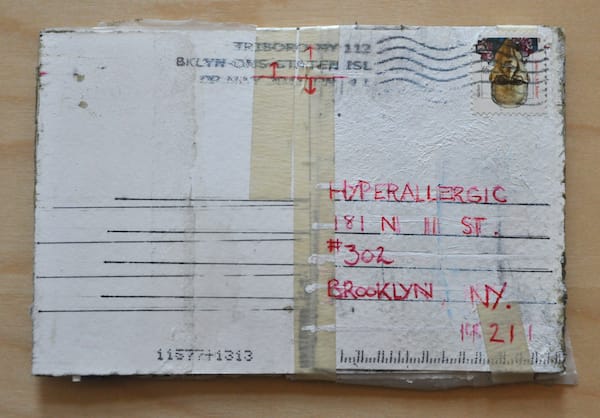 TRIBORO NY 112
BKLYN-QNS-STATEN ISL
HYPERALLERGIC
181 N 11 ST.
#302
BROOKLYN, NY.
11211
11577+1313